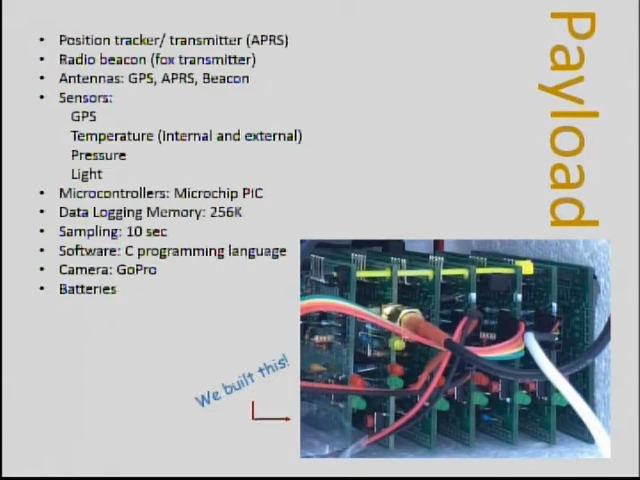 Payload
• Position tracker/ transmitter (APRS)
• Radio beacon (fox transmitter)
• Antennas: GPS, APRS, Beacon
• Sensors:
GPS
Temperature (Internal and external)
Pressure
Light
• Microcontrollers: Microchip PIC
• Data Logging Memory: 256K
• Sampling: 10 sec
• Software: C programming language
• Camera: GoPro
• Batteries
We built this!